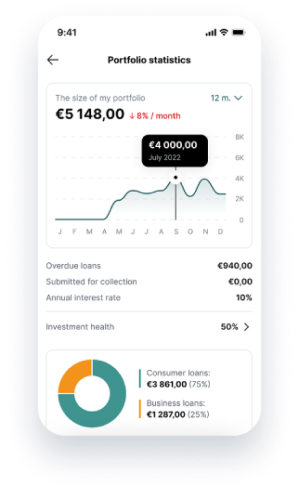 9:41
Portfolio statistics
The size of my portfolio 12 m.
€5 148,00 ↓ 8% / month
€4 000,00
July 2022
8K
6K
4K
2K
0
J F M A M J J A S O N D
Overdue loans €940,00
Submitted for collection €0,00
Annual interest rate 10%
Investment health 50%
Consumer loans:
€3 861,00 (75%)
Business loans:
€1 287,00 (25%)